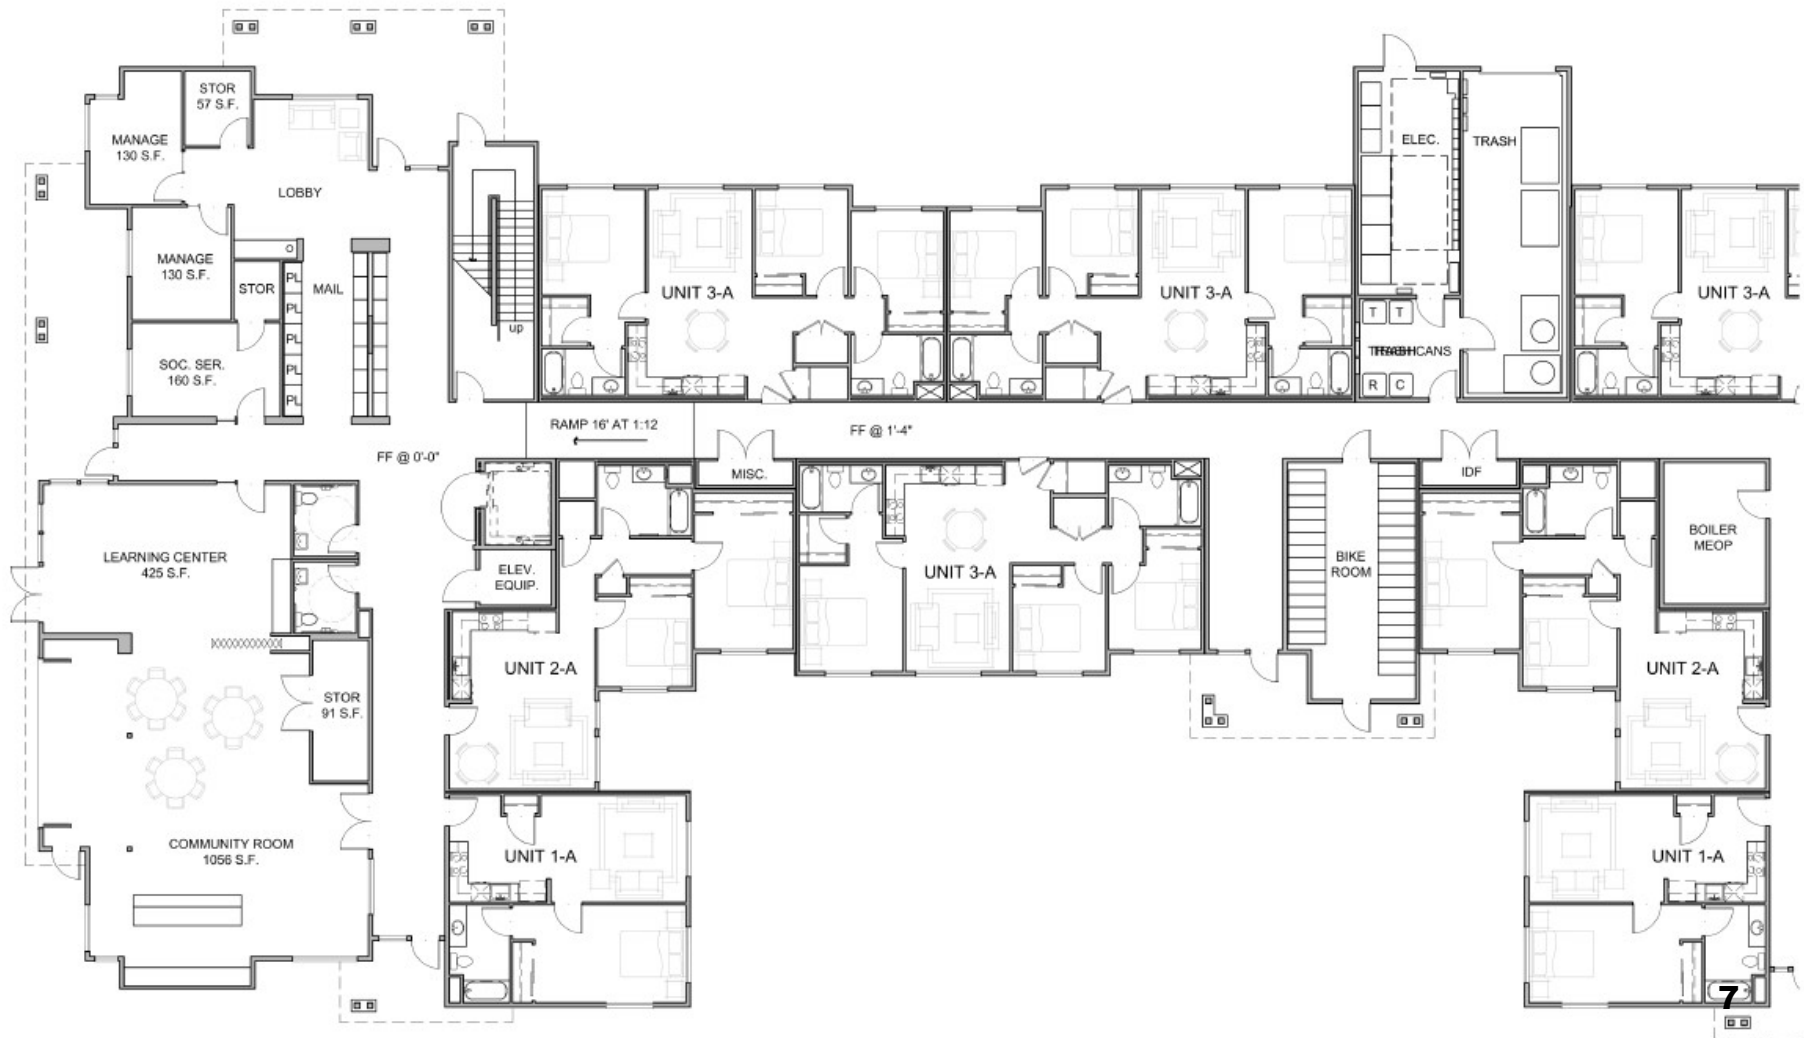 STOR
57 S.F.
MANAGE
130 S.F.
LOBBY
MANAGE
130 S.F.
STOR
PL
PL
PL
PL
PL
MAIL
SOC. SER.
160 S.F.
up
UNIT 3-A
UNIT 3-A
ELEC.
TRASH
T T
TRASH CANS
R C
UNIT 3-A
RAMP 16' AT 1:12
FF @ 0'-0"
FF @ 1'-4"
MISC.
IDF
LEARNING CENTER
425 S.F.
ELEV.
EQUIP.
UNIT 3-A
BIKE
ROOM
BOILER
MEOP
UNIT 2-A
UNIT 2-A
STOR
91 S.F.
COMMUNITY ROOM
1056 S.F.
UNIT 1-A
UNIT 1-A
7